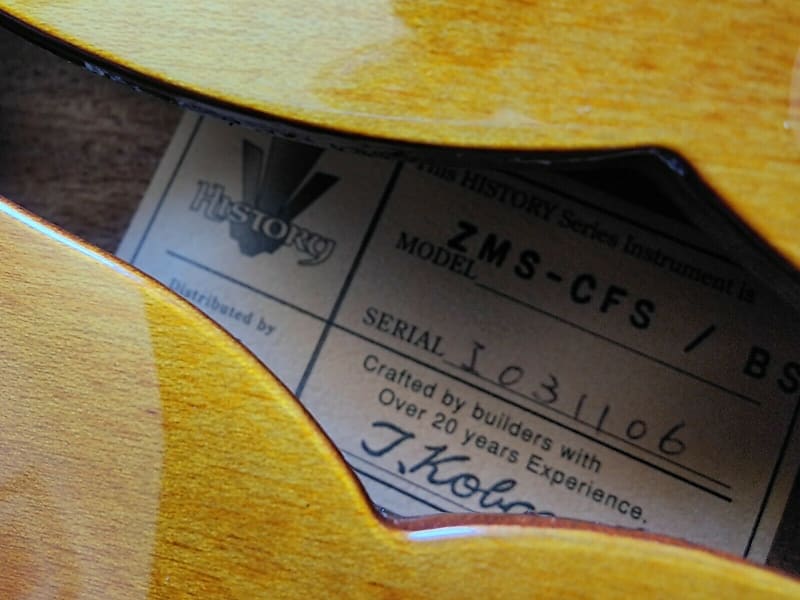 HISTORY
Distributed by
This HISTORY Series Instrument is
MODEL ZMS-CFS / BS
SERIAL I031106
Crafted by builders with
Over 20 years Experience.